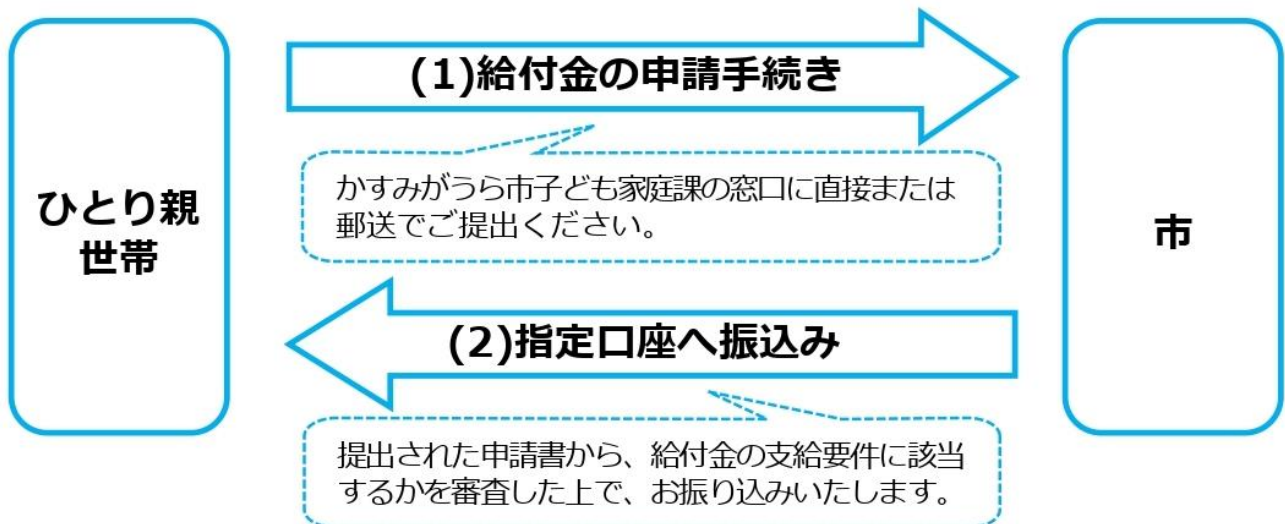 ひとり親
世帯
(1)給付金の申請手続き
かすみがうら市子ども家庭課の窓口に直接または
郵送でご提出ください。
(2)指定口座へ振込み
提出された申請書から、給付金の支給要件に該当
するかを審査した上で、お振り込みいたします。
市